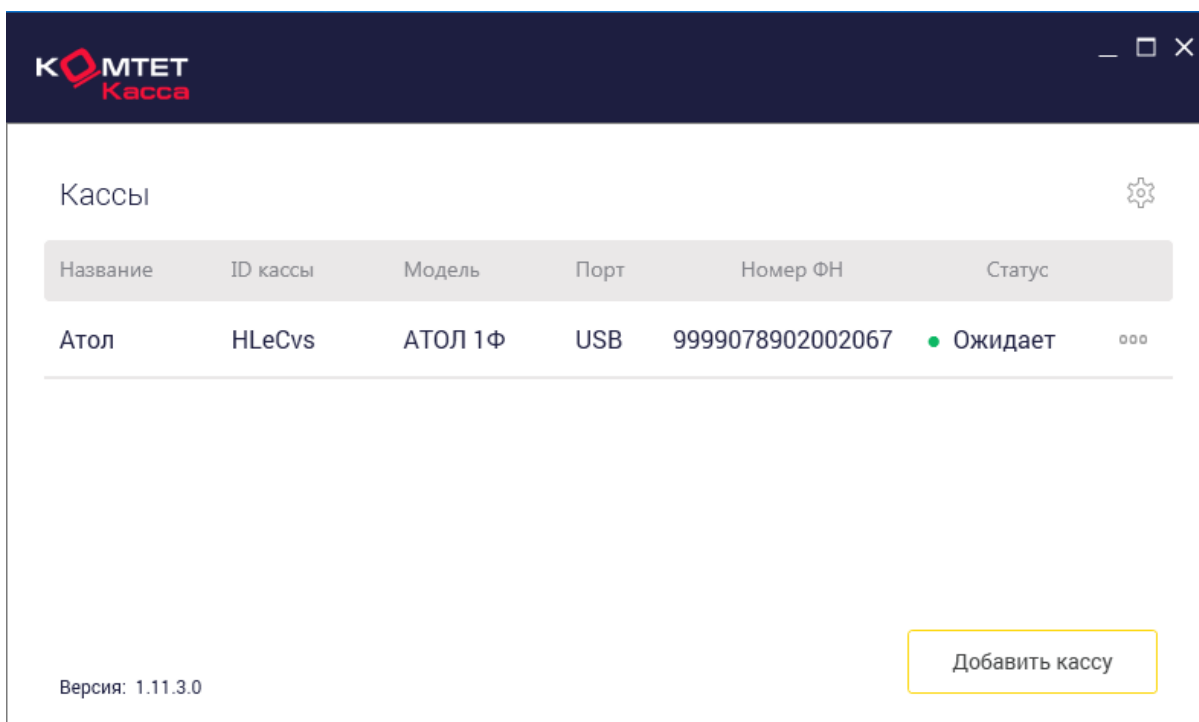 КОМТЕТ
Касса
Кассы
Название ID кассы Модель Порт Номер ФН Статус
Атол HLeCvs АТОЛ 1Ф USB 9999078902002067 Ожидает
Добавить кассу
Версия: 1.11.3.0